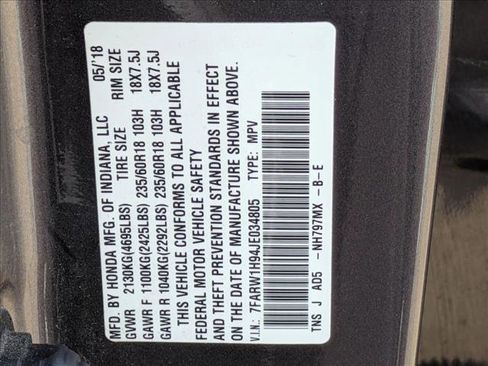 MFD. BY HONDA MFG. OF INDIANA, LLC 05/'18
GVWR 2130KG(4695LBS) TIRE SIZE RIM SIZE
GAWR F 1100KG(2425LBS) 235/60R18 103H 18X7.5J
GAWR R 1040KG(2292LBS) 235/60R18 103H 18X7.5J
THIS VEHICLE CONFORMS TO ALL APPLICABLE
FEDERAL MOTOR VEHICLE SAFETY
AND THEFT PREVENTION STANDARDS IN EFFECT
ON THE DATE OF MANUFACTURE SHOWN ABOVE.
V.I.N.: 7FARW1H94JE034805 TYPE: MPV
TNS J AD5 -NH797MX -B-E